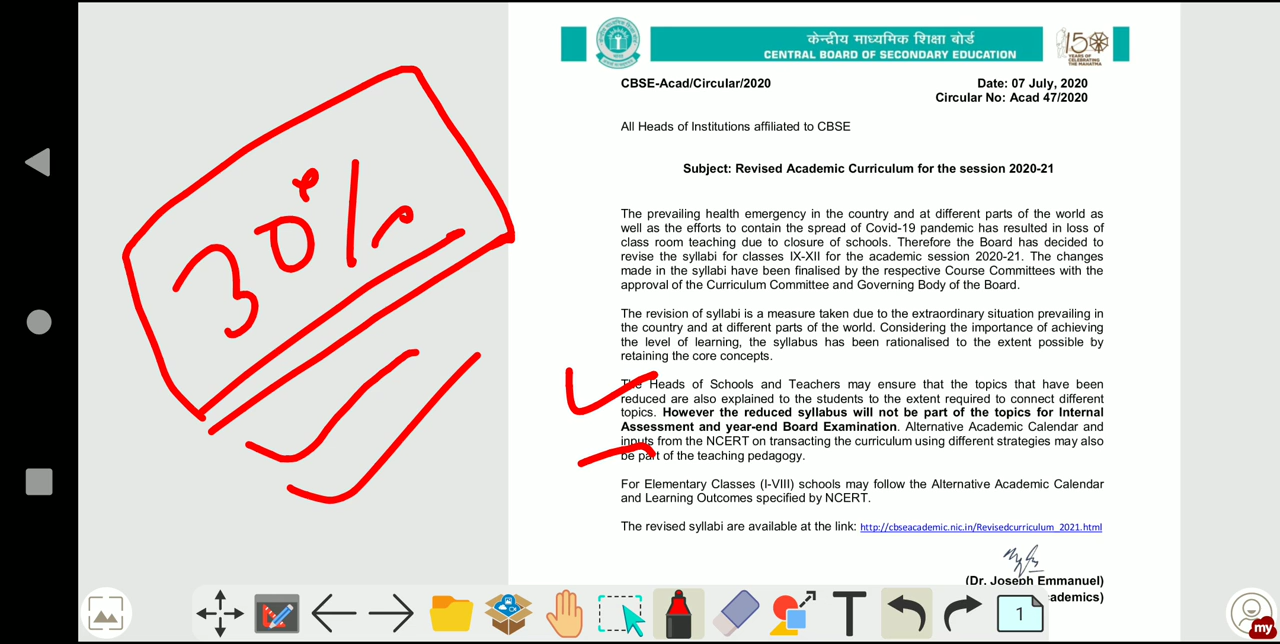 केन्द्रीय माध्यमिक शिक्षा बोर्ड
CENTRAL BOARD OF SECONDARY EDUCATION
150
YEARS OF
CELEBRATING
THE MAHATMA
CBSE-Acad/Circular/2020
Date: 07 July, 2020
Circular No: Acad 47/2020
All Heads of Institutions affiliated to CBSE
Subject: Revised Academic Curriculum for the session 2020-21
30%
The prevailing health emergency in the country and at different parts of the world as
well as the efforts to contain the spread of Covid-19 pandemic has resulted in loss of
class room teaching due to closure of schools. Therefore the Board has decided to
revise the syllabi for classes IX-XII for the academic session 2020-21. The changes
made in the syllabi have been finalised by the respective Course Committees with the
approval of the Curriculum Committee and Governing Body of the Board.
The revision of syllabi is a measure taken due to the extraordinary situation prevailing in
the country and at different parts of the world. Considering the importance of achieving
the level of learning, the syllabus has been rationalised to the extent possible by
retaining the core concepts.
The Heads of Schools and Teachers may ensure that the topics that have been
reduced are also explained to the students to the extent required to connect different
topics. However the reduced syllabus will not be part of the topics for Internal
Assessment and year-end Board Examination. Alternative Academic Calendar and
inputs from the NCERT on transacting the curriculum using different strategies may also
be part of the teaching pedagogy.
For Elementary Classes (I-VIII) schools may follow the Alternative Academic Calendar
and Learning Outcomes specified by NCERT.
The revised syllabi are available at the link: http://cbseacademic.nic.in/Revisedcurriculum_2021.html
(Dr. Joseph Emmanuel)
ademics)
T
1
my